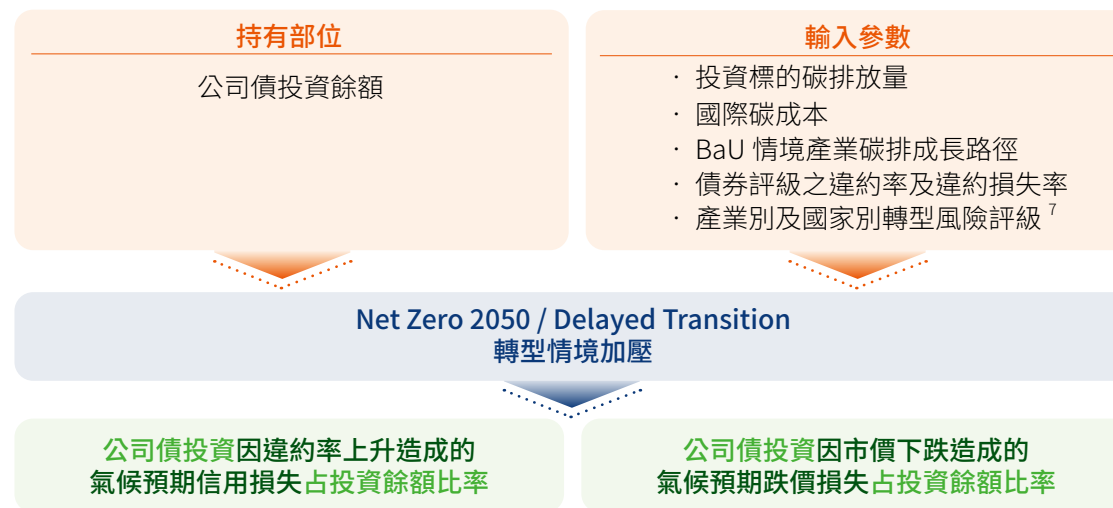 持有部位
公司債投資餘額
輸入參數
· 投資標的碳排放量
· 國際碳成本
· BaU 情境產業碳排成長路徑
· 債券評級之違約率及違約損失率
· 產業別及國家別轉型風險評級 7
Net Zero 2050 / Delayed Transition
轉型情境加壓
公司債投資因違約率上升造成的
氣候預期信用損失占投資餘額比率
公司債投資因市價下跌造成的
氣候預期跌價損失占投資餘額比率